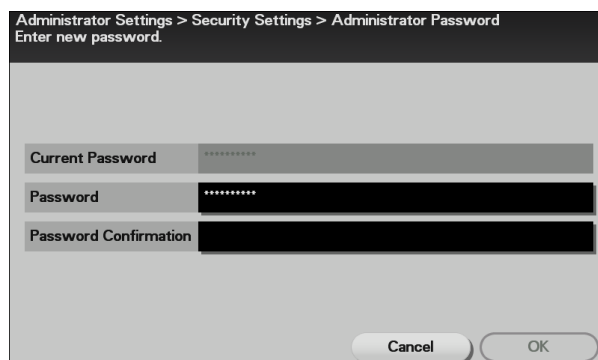 Administrator Settings > Security Settings > Administrator Password
Enter new password.
Current Password **********
Password **********
Password Confirmation
Cancel OK